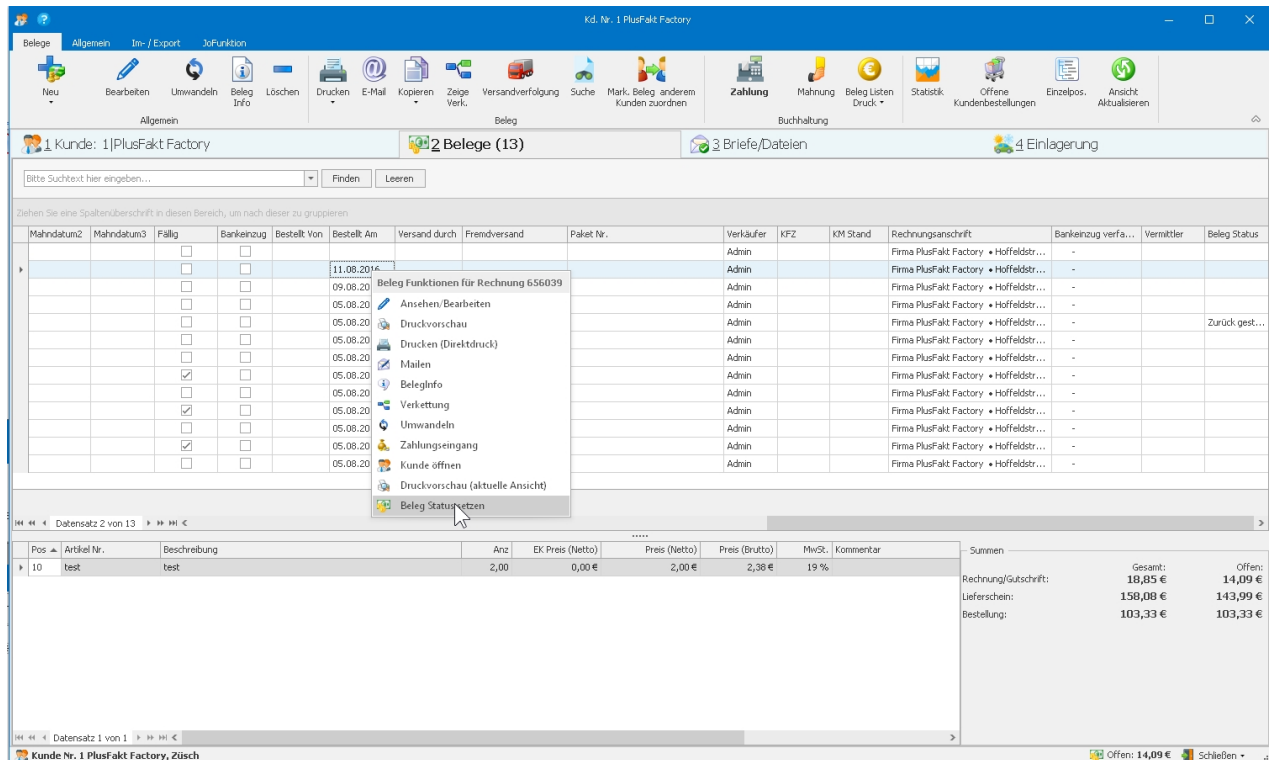 Kd. Nr. 1 PlusFakt Factory
Belege Allgemein Im- / Export JoFunktion
Neu Bearbeiten Umwandeln Beleg Info Löschen Drucken E-Mail Kopieren Zeige Verk. Versandverfolgung Suche Mark. Beleg anderem Kunden zuordnen Zahlung Mahnung Beleg Listen Druck Statistik Offene Kundenbestellungen Einzelpos. Ansicht Aktualisieren
Allgemein Beleg Buchhaltung
1 Kunde: 1|PlusFakt Factory 2 Belege (13) 3 Briefe/Dateien 4 Einlagerung
Bitte Suchtext hier eingeben... Finden Leeren
Ziehen Sie eine Spaltenüberschrift in diesen Bereich, um nach dieser zu gruppieren
Mahndatum2 Mahndatum3 Fällig Bankeinzug Bestellt Von Bestellt Am Versand durch Fremdversand Paket Nr. Verkäufer KFZ KM Stand Rechnungsanschrift Bankeinzug verfa... Vermittler Beleg Status
Admin Firma PlusFakt Factory • Hoffeldstr... -
11.08.2016 Admin Firma PlusFakt Factory • Hoffeldstr... -
09.08.20 Admin Firma PlusFakt Factory • Hoffeldstr... -
05.08.20 Admin Firma PlusFakt Factory • Hoffeldstr... -
05.08.20 Admin Firma PlusFakt Factory • Hoffeldstr... - Zurück gest...
05.08.20 Admin Firma PlusFakt Factory • Hoffeldstr... -
05.08.20 Admin Firma PlusFakt Factory • Hoffeldstr... -
05.08.20 Admin Firma PlusFakt Factory • Hoffeldstr... -
05.08.20 Admin Firma PlusFakt Factory • Hoffeldstr... -
05.08.20 Admin Firma PlusFakt Factory • Hoffeldstr... -
05.08.20 Admin Firma PlusFakt Factory • Hoffeldstr... -
05.08.20 Admin Firma PlusFakt Factory • Hoffeldstr... -
05.08.20 Admin Firma PlusFakt Factory • Hoffeldstr... -
Beleg Funktionen für Rechnung 656039
Ansehen/Bearbeiten
Druckvorschau
Drucken (Direktdruck)
Mailen
BelegInfo
Verkettung
Umwandeln
Zahlungseingang
Kunde öffnen
Druckvorschau (aktuelle Ansicht)
Beleg Status setzen
Datensatz 2 von 13
Pos Artikel Nr. Beschreibung Anz EK Preis (Netto) Preis (Netto) Preis (Brutto) MwSt. Kommentar
10 test test 2,00 0,00 € 2,00 € 2,38 € 19 %
Summen
Gesamt: Offen:
Rechnung/Gutschrift: 18,85 € 14,09 €
Lieferschein: 158,08 € 143,99 €
Bestellung: 103,33 € 103,33 €
Datensatz 1 von 1
Kunde Nr. 1 PlusFakt Factory, Züsch Offen: 14,09 € Schließen